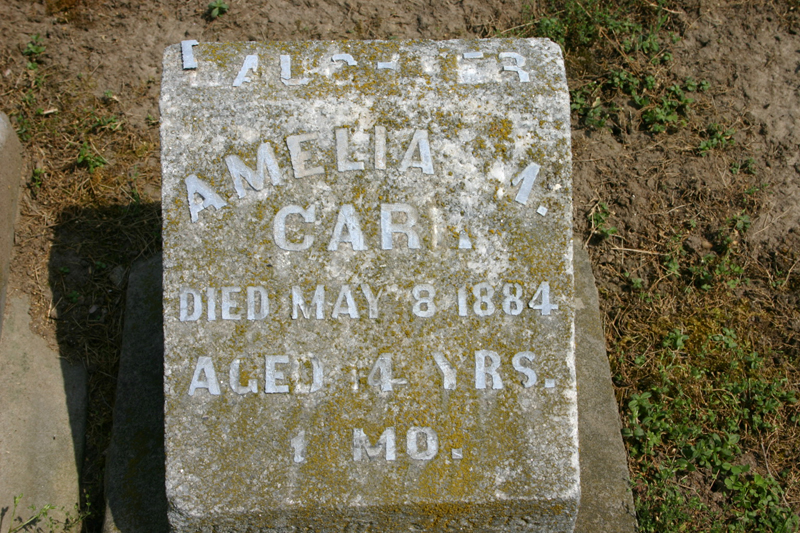 DAUGHTER
AMELIA M.
DIED MAY 8 1884
AGED 14 YRS.
1 MO.